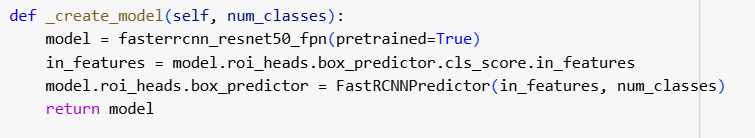 def _create_model(self, num_classes):
    model = fasterrcnn_resnet50_fpn(pretrained=True)
    in_features = model.roi_heads.box_predictor.cls_score.in_features
    model.roi_heads.box_predictor = FastRCNNPredictor(in_features, num_classes)
    return model